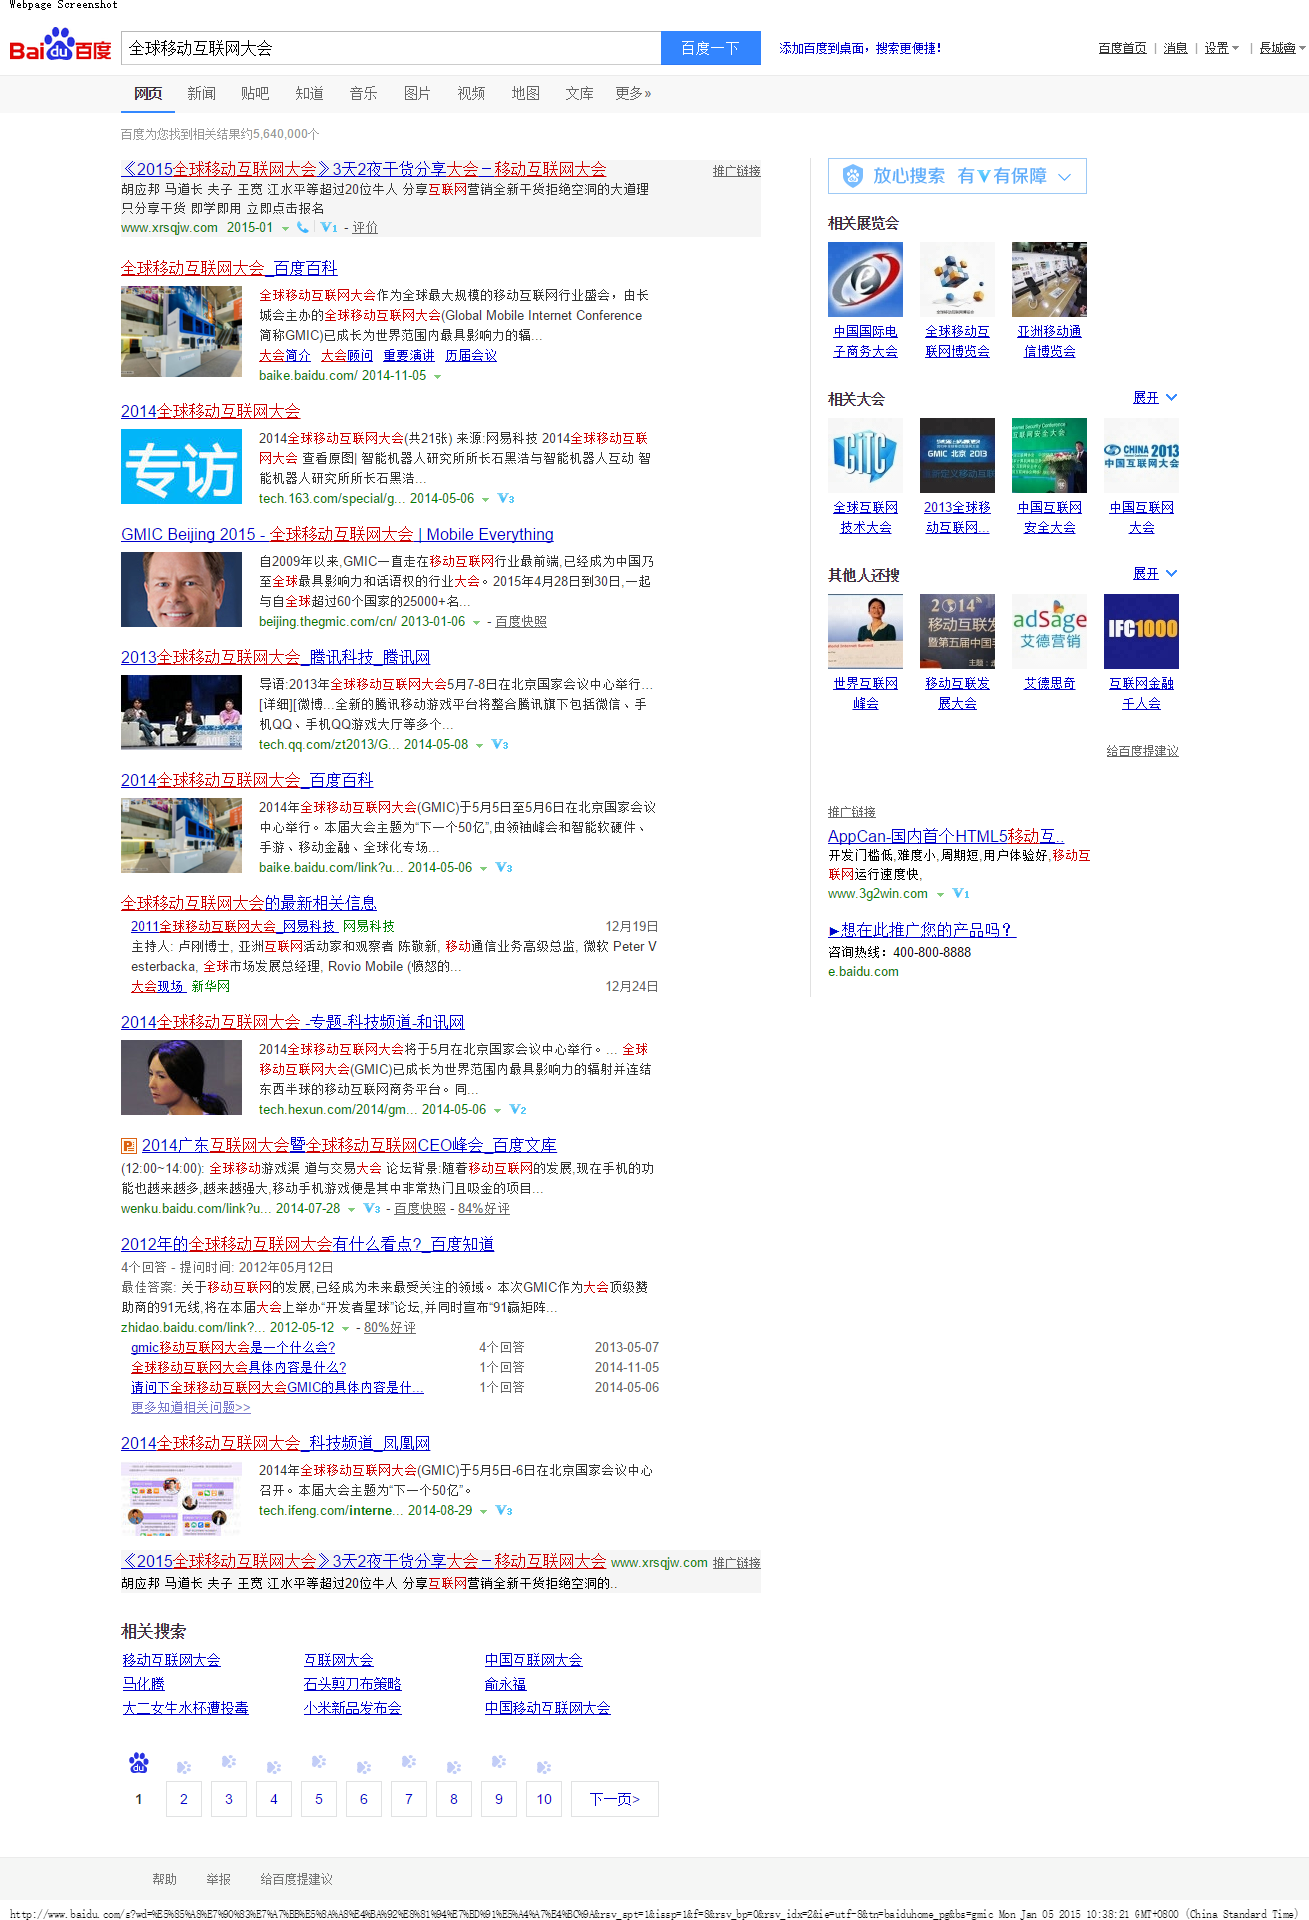 Webpage Screenshot
Bai du 百度
全球移动互联网大会
百度一下
添加百度到桌面，搜索更便捷！
百度首页 | 消息 | 设置 | 長城會
网页 新闻 贴吧 知道 音乐 图片 视频 地图 文库 更多»
百度为您找到相关结果约5,640,000个
《2015全球移动互联网大会》3天2夜干货分享大会－移动互联网大会
推广链接
胡应邦 马道长 夫子 王宽 江水平等超过20位牛人 分享互联网营销全新干货拒绝空洞的大道理
只分享干货 即学即用 立即点击报名
www.xrsqjw.com 2015-01 V1 - 评价
全球移动互联网大会_百度百科
全球移动互联网大会作为全球最大规模的移动互联网行业盛会，由长
城会主办的全球移动互联网大会(Global Mobile Internet Conference
简称GMIC)已成长为世界范围内最具影响力的辐...
大会简介 大会顾问 重要演讲 历届会议
baike.baidu.com/ 2014-11-05
2014全球移动互联网大会
专访
2014全球移动互联网大会(共21张) 来源:网易科技 2014全球移动互联
网大会 查看原图| 智能机器人研究所所长石黑浩与智能机器人互动 智
能机器人研究所所长石黑浩...
tech.163.com/special/g... 2014-05-06 V3
GMIC Beijing 2015 - 全球移动互联网大会 | Mobile Everything
自2009年以来,GMIC一直走在移动互联网行业最前端,已经成为中国乃
至全球最具影响力和话语权的行业大会。2015年4月28日到30日,一起
与自全球超过60个国家的25000+名...
beijing.thegmic.com/cn/ 2013-01-06 - 百度快照
2013全球移动互联网大会_腾讯科技_腾讯网
导语:2013年全球移动互联网大会5月7-8日在北京国家会议中心举行...
[详细][微博...全新的腾讯移动游戏平台将整合腾讯旗下包括微信、手
机QQ、手机QQ游戏大厅等多个...
tech.qq.com/zt2013/G... 2014-05-08 V3
2014全球移动互联网大会_百度百科
2014年全球移动互联网大会(GMIC)于5月5日至5月6日在北京国家会议
中心举行。本届大会主题为“下一个50亿”,由领袖峰会和智能软硬件、
手游、移动金融、全球化专场...
baike.baidu.com/link?u... 2014-05-06 V3
全球移动互联网大会的最新相关信息
2011全球移动互联网大会_网易科技 网易科技 12月19日
主持人: 卢刚博士, 亚洲互联网活动家和观察者 陈敬新, 移动通信业务高级总监, 微软 Peter V
esterbacka, 全球市场发展总经理, Rovio Mobile (愤怒的...
大会现场 新华网 12月24日
2014全球移动互联网大会 -专题-科技频道-和讯网
2014全球移动互联网大会将于5月在北京国家会议中心举行。... 全球
移动互联网大会(GMIC)已成长为世界范围内最具影响力的辐射并连结
东西半球的移动互联网商务平台。同...
tech.hexun.com/2014/gm... 2014-05-06 V2
2014广东互联网大会暨全球移动互联网CEO峰会_百度文库
(12:00~14:00): 全球移动游戏渠 道与交易大会 论坛背景:随着移动互联网的发展,现在手机的功
能也越来越多,越来越强大,移动手机游戏便是其中非常热门且吸金的项目...
wenku.baidu.com/link?u... 2014-07-28 V3 - 百度快照 - 84%好评
2012年的全球移动互联网大会有什么看点?_百度知道
4个回答 - 提问时间: 2012年05月12日
最佳答案: 关于移动互联网的发展,已经成为未来最受关注的领域。本次GMIC作为大会顶级赞
助商的91无线,将在本届大会上举办“开发者星球”论坛,并同时宣布“91赢矩阵...
zhidao.baidu.com/link?... 2012-05-12 - 80%好评
gmic移动互联网大会是一个什么会? 4个回答 2013-05-07
全球移动互联网大会具体内容是什么? 1个回答 2014-11-05
请问下全球移动互联网大会GMIC的具体内容是什... 1个回答 2014-05-06
更多知道相关问题>>
2014全球移动互联网大会_科技频道_凤凰网
2014年全球移动互联网大会(GMIC)于5月5日-6日在北京国家会议中心
召开。本届大会主题为“下一个50亿”。
tech.ifeng.com/interne... 2014-08-29 V3
《2015全球移动互联网大会》3天2夜干货分享大会－移动互联网大会 www.xrsqjw.com 推广链接
胡应邦 马道长 夫子 王宽 江水平等超过20位牛人 分享互联网营销全新干货拒绝空洞的..
相关搜索
移动互联网大会 互联网大会 中国互联网大会
马化腾 石头剪刀布策略 俞永福
大二女生水杯遭投毒 小米新品发布会 中国移动互联网大会
1 2 3 4 5 6 7 8 9 10 下一页>
放心搜索 有V有保障
相关展览会
中国国际电
子商务大会
全球移动互
联网博览会
亚洲移动通
信博览会
相关大会 展开
GITC
GMIC 北京 2013
互联网安全大会
CHINA 2013
中国互联网大会
全球互联网
技术大会
2013全球移
动互联网...
中国互联网
安全大会
中国互联网
大会
其他人还搜 展开
2014
移动互联发
暨第五届中国手
adSage
艾德营销
IFC1000
世界互联网
峰会
移动互联发
展大会
艾德思奇
互联网金融
千人会
给百度提建议
推广链接
AppCan-国内首个HTML5移动互..
开发门槛低,难度小,周期短,用户体验好,移动互
联网运行速度快,
www.3g2win.com V1
►想在此推广您的产品吗？
咨询热线：400-800-8888
e.baidu.com
帮助 举报 给百度提建议
http://www.baidu.com/s?wd=%E5%85%A8%E7%90%83%E7%A7%BB%E5%8A%A8%E4%BA%92%E8%81%94%E7%BD%91%E5%A4%A7%E4%BC%9A&rsv_spt=1&issp=1&f=8&rsv_bp=0&rsv_idx=2&ie=utf-8&tn=baiduhome_pg&bs=gmic Mon Jan 05 2015 10:38:21 GMT+0800 (China Standard Time)